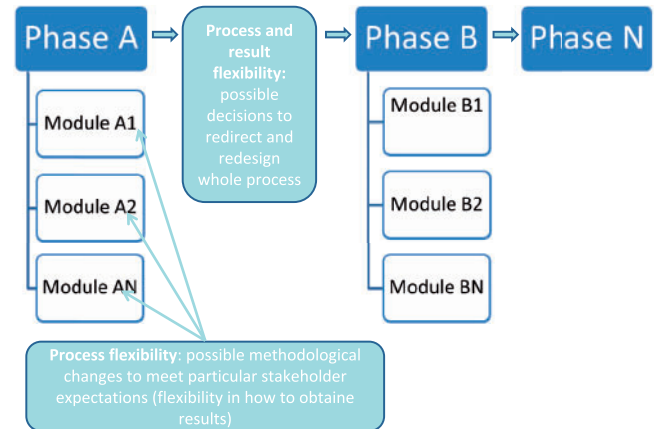 Phase A
Process and
result
flexibility:
possible
decisions to
redirect and
redesign
whole process
Phase B
Phase N
Module A1
Module A2
Module AN
Module B1
Module B2
Module BN
Process flexibility: possible methodological
changes to meet particular stakeholder
expectations (flexibility in how to obtaine
results)